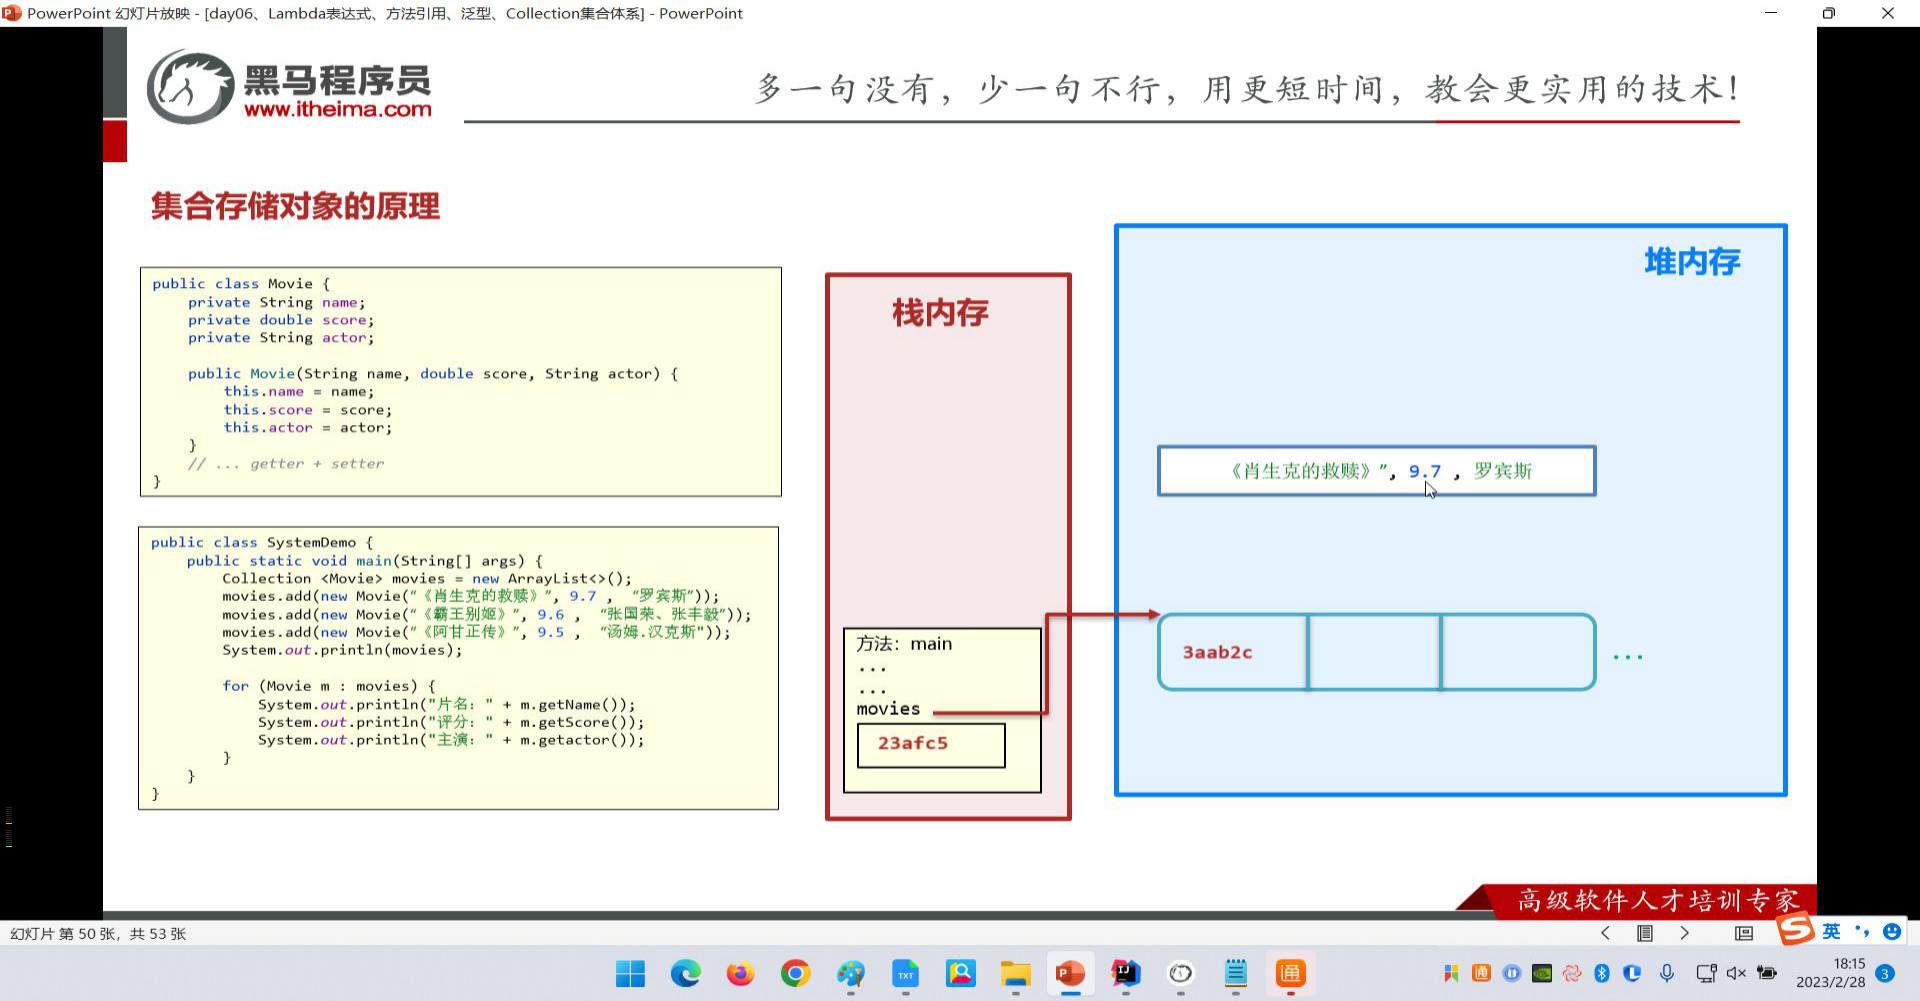 PowerPoint 幻灯片放映 - [day06、Lambda表达式、方法引用、泛型、Collection集合体系] - PowerPoint
黑马程序员
www.itheima.com
多一句没有，少一句不行，用更短时间，教会更实用的技术！
集合存储对象的原理
public class Movie {
private String name;
private double score;
private String actor;
public Movie(String name, double score, String actor) {
this.name = name;
this.score = score;
this.actor = actor;
}
// ... getter + setter
}
public class SystemDemo {
public static void main(String[] args) {
Collection <Movie> movies = new ArrayList<>();
movies.add(new Movie(“《肖生克的救赎》”, 9.7 , “罗宾斯”));
movies.add(new Movie(“《霸王别姬》”, 9.6 , “张国荣、张丰毅”));
movies.add(new Movie(“《阿甘正传》”, 9.5 , “汤姆.汉克斯"));
System.out.println(movies);
for (Movie m : movies) {
System.out.println("片名：" + m.getName());
System.out.println("评分：" + m.getScore());
System.out.println("主演：" + m.getactor());
}
}
}
栈内存
方法：main
...
...
movies
23afc5
堆内存
《肖生克的救赎》”, 9.7 , 罗宾斯
3aab2c
...
高级软件人才培训专家
幻灯片 第 50 张，共 53 张
英
TXT
通
18:15
2023/2/28
3